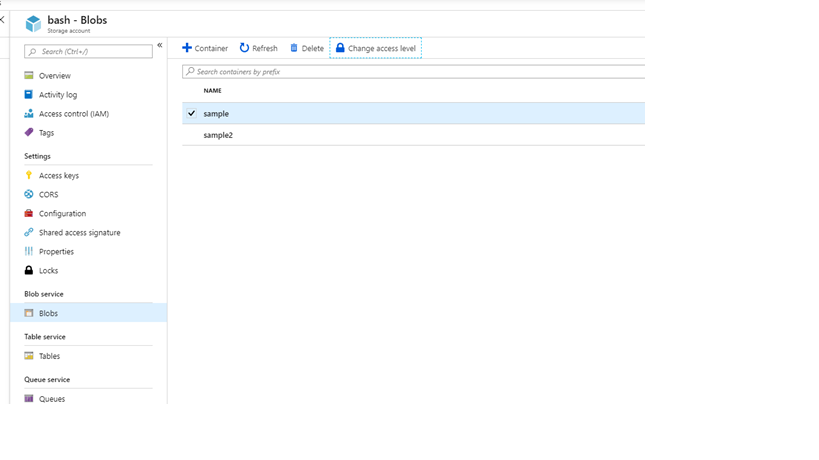 bash - Blobs
Storage account
Search (Ctrl+/)
«
Overview
Activity log
Access control (IAM)
Tags
Settings
Access keys
CORS
Configuration
Shared access signature
Properties
Locks
Blob service
Blobs
Table service
Tables
Queue service
Queues
Container Refresh Delete Change access level
Search containers by prefix
NAME
sample
sample2